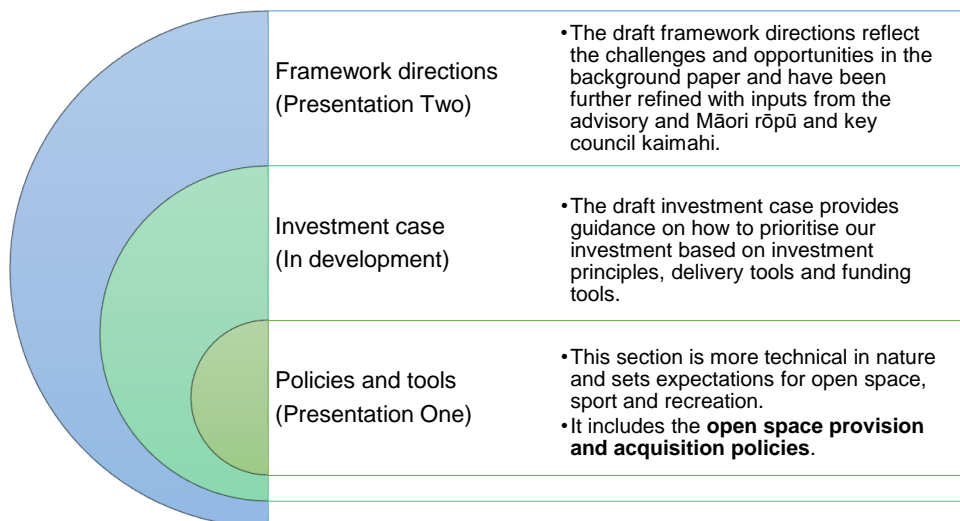 Framework directions
(Presentation Two)
•The draft framework directions reflect
the challenges and opportunities in the
background paper and have been
further refined with inputs from the
advisory and Māori rōpū and key
council kaimahi.
Investment case
(In development)
•The draft investment case provides
guidance on how to prioritise our
investment based on investment
principles, delivery tools and funding
tools.
Policies and tools
(Presentation One)
•This section is more technical in nature
and sets expectations for open space,
sport and recreation.
•It includes the open space provision
and acquisition policies.